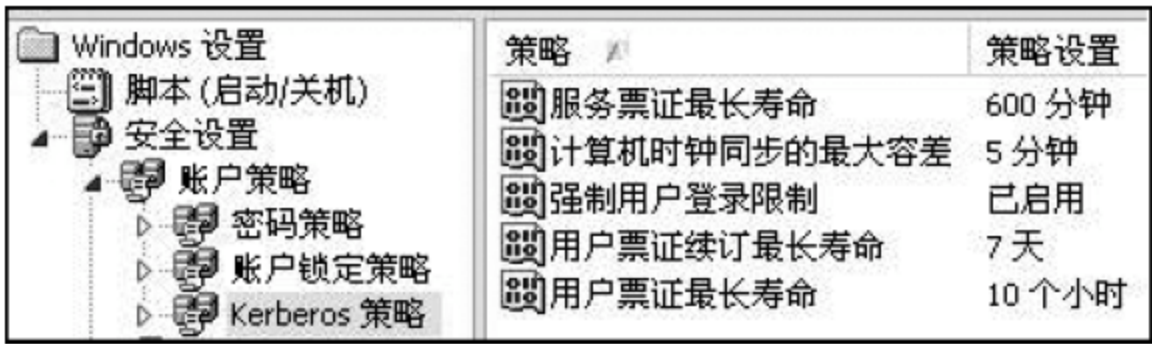 Windows 设置
脚本 (启动/关机)
安全设置
账户策略
密码策略
账户锁定策略
Kerberos 策略
策略 策略设置
服务票证最长寿命 600 分钟
计算机时钟同步的最大容差 5 分钟
强制用户登录限制 已启用
用户票证续订最长寿命 7 天
用户票证最长寿命 10 个小时